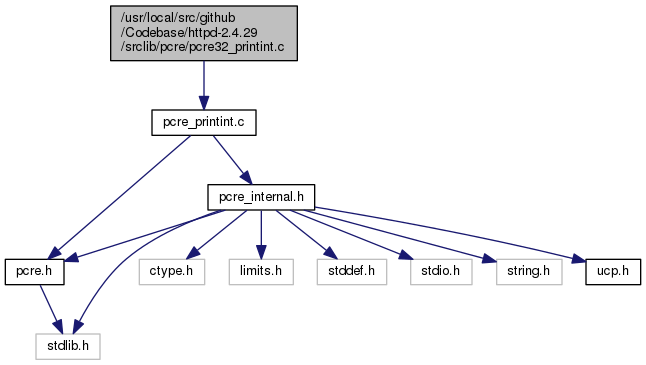 /usr/local/src/github
/Codebase/httpd-2.4.29
/srclib/pcre/pcre32_printint.c
pcre_printint.c
pcre_internal.h
pcre.h
ctype.h
limits.h
stddef.h
stdio.h
string.h
ucp.h
stdlib.h